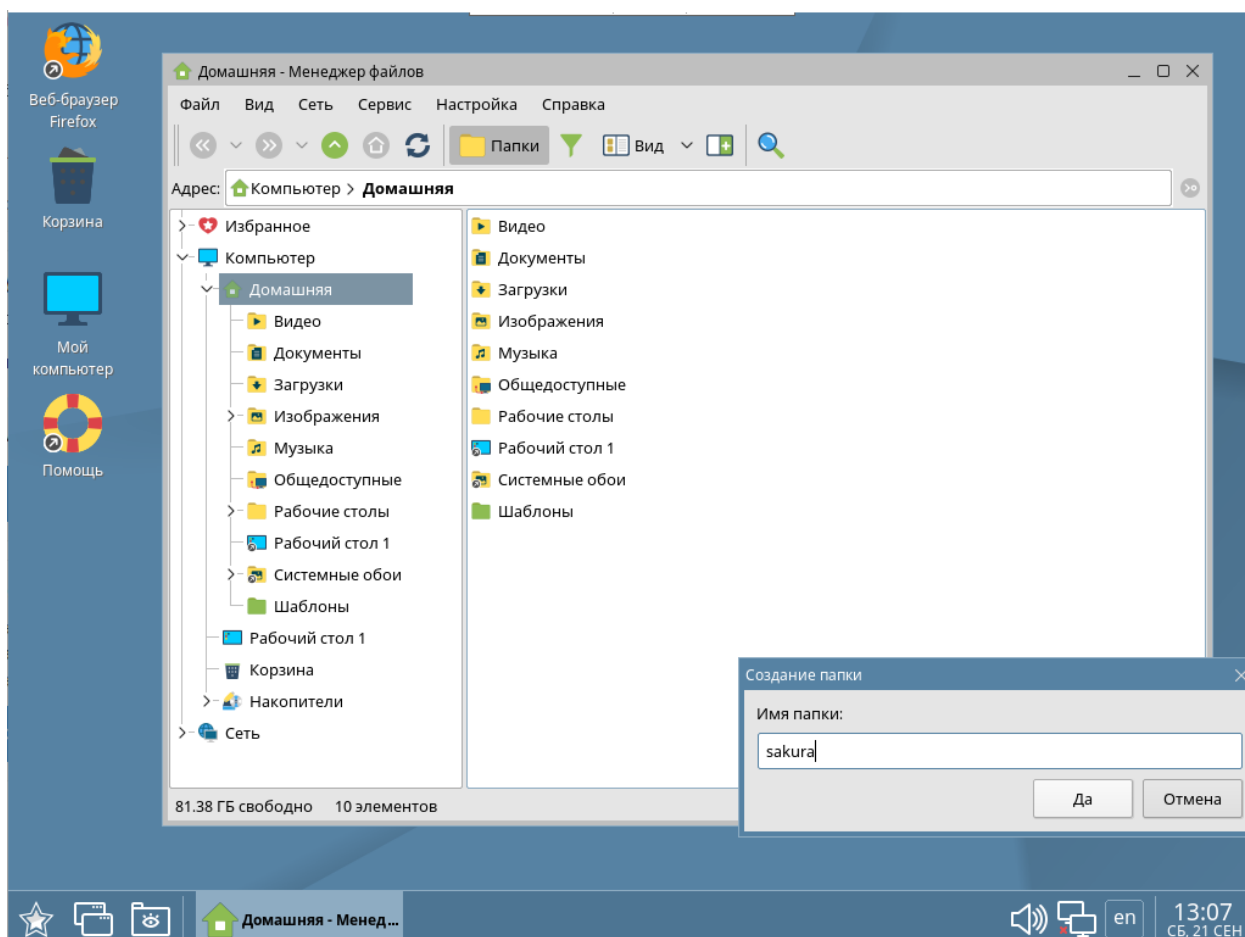 Веб-браузер
Firefox
Корзина
Мой
компьютер
Помощь
Домашняя - Менеджер файлов
Файл Вид Сеть Сервис Настройка Справка
Папки Вид
Адрес: Компьютер > Домашняя
Избранное
Компьютер
Домашняя
Видео
Документы
Загрузки
Изображения
Музыка
Общедоступные
Рабочие столы
Рабочий стол 1
Системные обои
Шаблоны
Рабочий стол 1
Корзина
Накопители
Сеть
Видео
Документы
Загрузки
Изображения
Музыка
Общедоступные
Рабочие столы
Рабочий стол 1
Системные обои
Шаблоны
81.38 ГБ свободно 10 элементов
Создание папки
Имя папки:
sakura
Да Отмена
Домашняя - Менед...
en
13:07
СБ, 21 СЕН